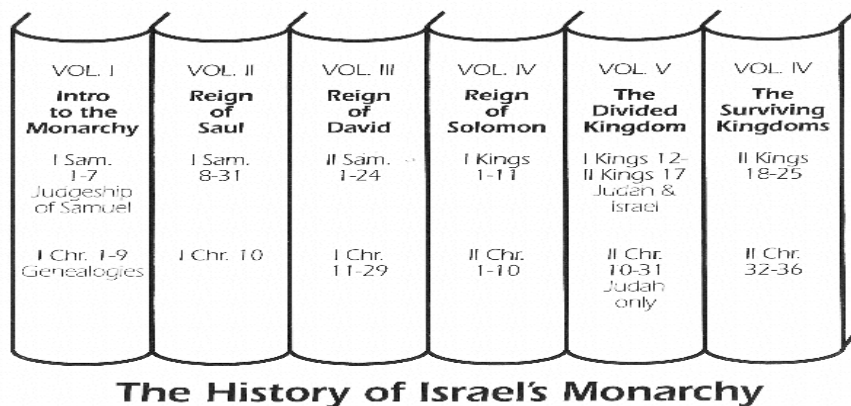 VOL. I
Intro
to the
Monarchy
I Sam.
1-7
Judgeship
of Samuel
I Chr. 1-9
Genealogies
VOL. II
Reign
of
Saul
I Sam.
8-31
I Chr. 10
VOL. III
Reign
of
David
II Sam.
1-24
I Chr.
11-29
VOL. IV
Reign
of
Solomon
I Kings
1-11
II Chr.
1-10
VOL. V
The
Divided
Kingdom
I Kings 12-
II Kings 17
Judah &
Israel
II Chr.
10-31
Judah
only
VOL. IV
The
Surviving
Kingdoms
II Kings
18-25
II Chr.
32-36
The History of Israel's Monarchy